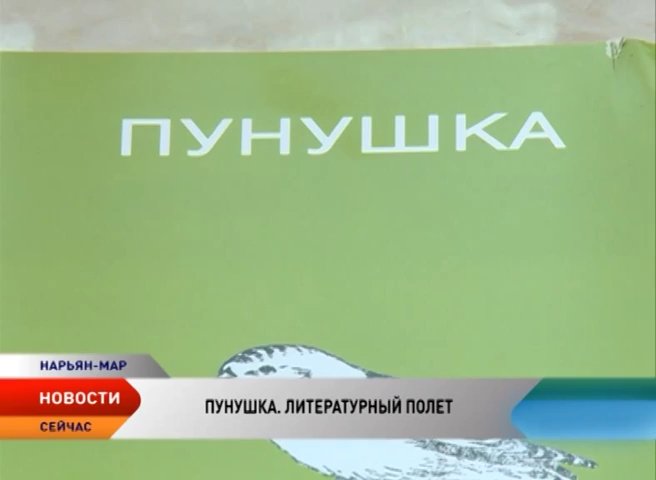 ПУНУШКА
НАРЬЯН-МАР
НОВОСТИ
СЕЙЧАС
ПУНУШКА. ЛИТЕРАТУРНЫЙ ПОЛЕТ